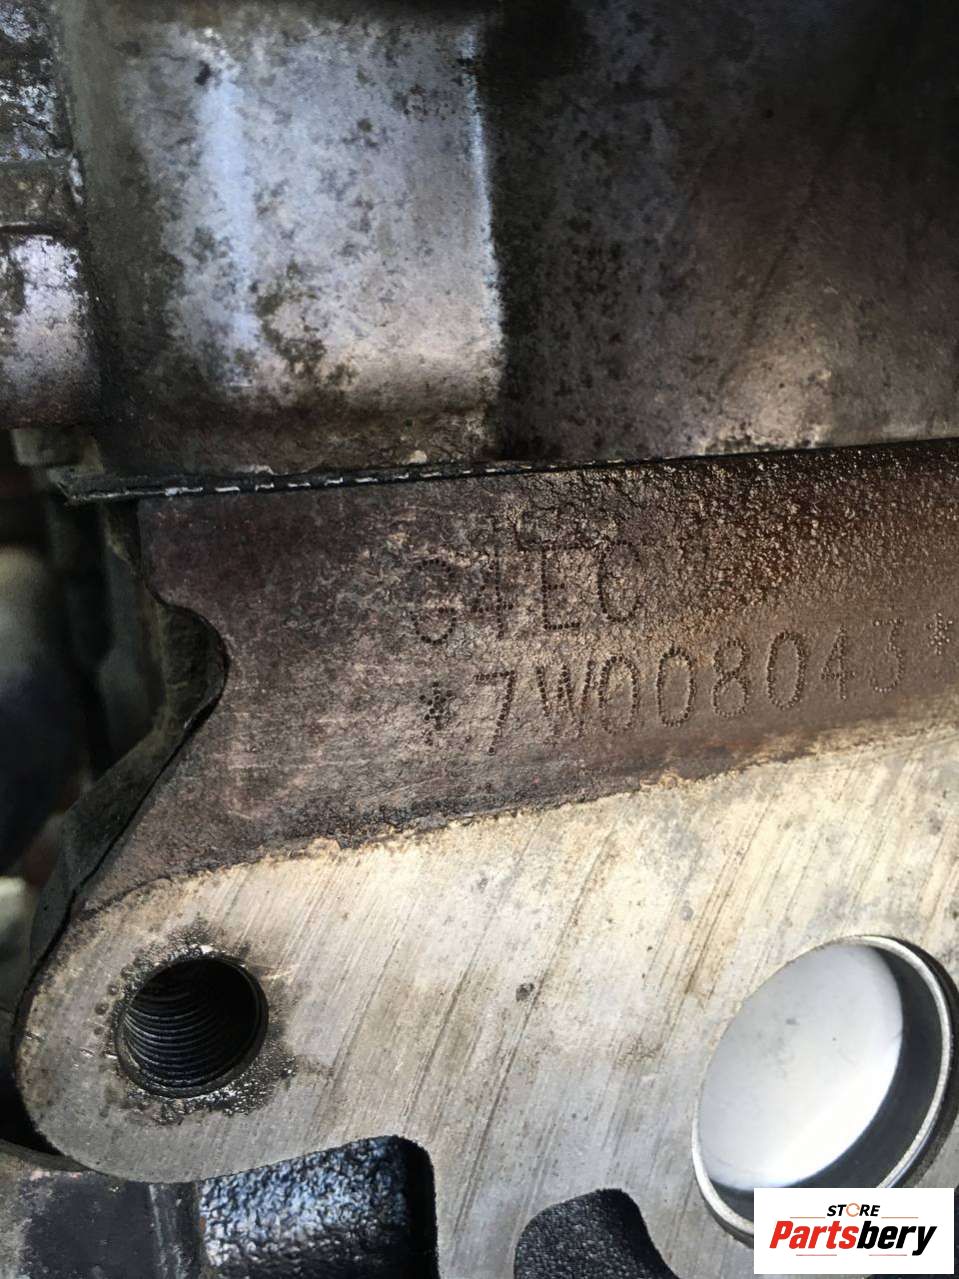 G4EC
*7W008043*
STORE
Partsbery